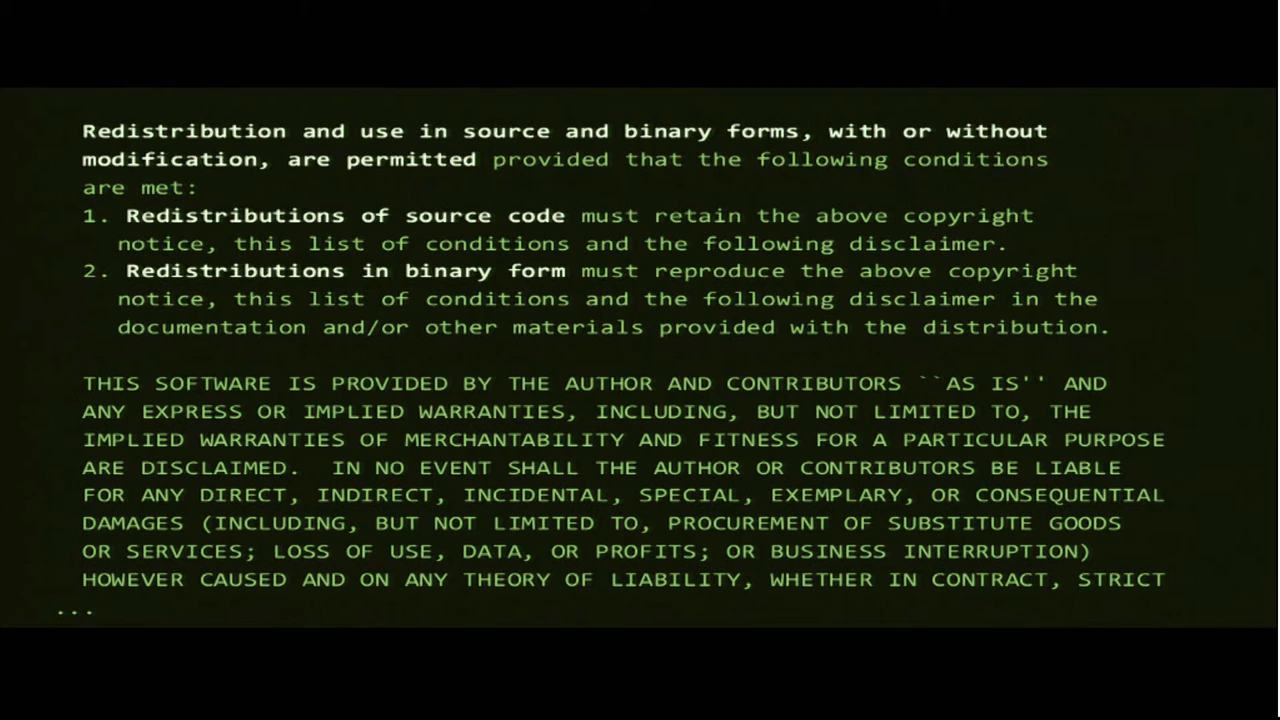 Redistribution and use in source and binary forms, with or without
modification, are permitted provided that the following conditions
are met:
1. Redistributions of source code must retain the above copyright
notice, this list of conditions and the following disclaimer.
2. Redistributions in binary form must reproduce the above copyright
notice, this list of conditions and the following disclaimer in the
documentation and/or other materials provided with the distribution.
THIS SOFTWARE IS PROVIDED BY THE AUTHOR AND CONTRIBUTORS ``AS IS'' AND
ANY EXPRESS OR IMPLIED WARRANTIES, INCLUDING, BUT NOT LIMITED TO, THE
IMPLIED WARRANTIES OF MERCHANTABILITY AND FITNESS FOR A PARTICULAR PURPOSE
ARE DISCLAIMED.  IN NO EVENT SHALL THE AUTHOR OR CONTRIBUTORS BE LIABLE
FOR ANY DIRECT, INDIRECT, INCIDENTAL, SPECIAL, EXEMPLARY, OR CONSEQUENTIAL
DAMAGES (INCLUDING, BUT NOT LIMITED TO, PROCUREMENT OF SUBSTITUTE GOODS
OR SERVICES; LOSS OF USE, DATA, OR PROFITS; OR BUSINESS INTERRUPTION)
HOWEVER CAUSED AND ON ANY THEORY OF LIABILITY, WHETHER IN CONTRACT, STRICT
...